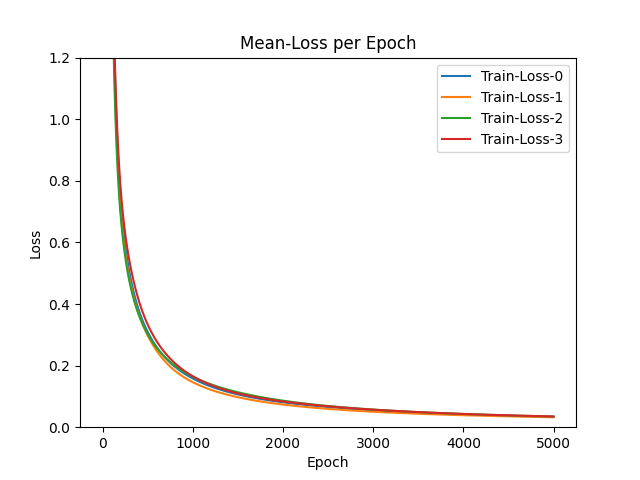 Mean-Loss per Epoch
Loss
1.2
1.0
0.8
0.6
0.4
0.2
0.0
Train-Loss-0
Train-Loss-1
Train-Loss-2
Train-Loss-3
0 1000 2000 3000 4000 5000
Epoch